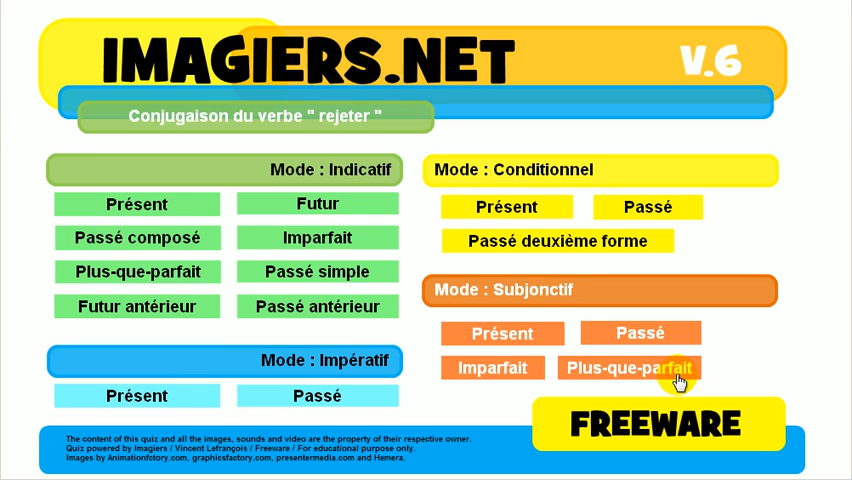 IMAGIERS.NET
V.6
Conjugaison du verbe " rejeter "
Mode : Indicatif
Présent
Futur
Passé composé
Imparfait
Plus-que-parfait
Passé simple
Futur antérieur
Passé antérieur
Mode : Impératif
Présent
Passé
Mode : Conditionnel
Présent
Passé
Passé deuxième forme
Mode : Subjonctif
Présent
Passé
Imparfait
Plus-que-parfait
FREEWARE
The content of this quiz and all the images, sounds and video are the property of their respective owner.
Quiz powered by Imagiers / Vincent Lefrançois / Freeware / For educational purpose only.
Images by Animationfctory.com, graphicsfactory.com, presentermedia.com and Hemera.